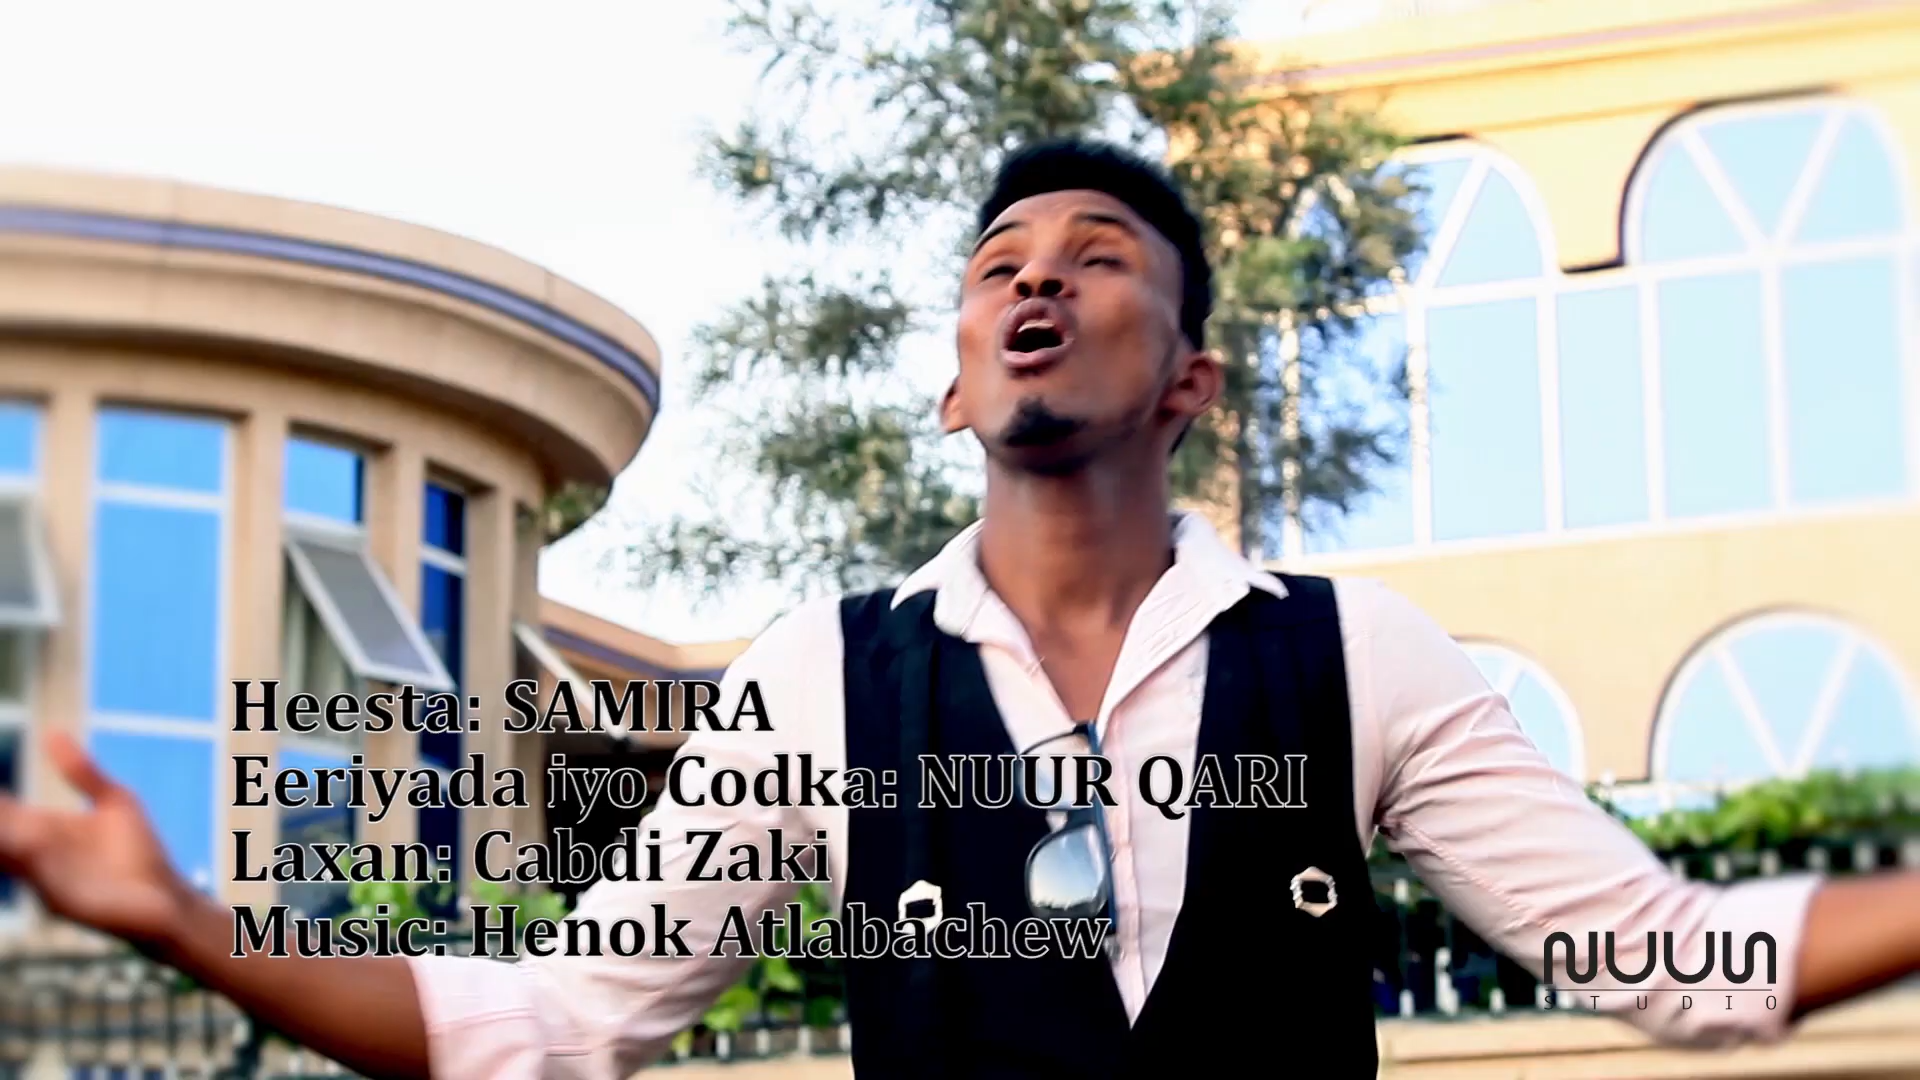 Heesta: SAMIRA
Eeriyada iyo Codka: NUUR QARI
Laxan: Cabdi Zaki
Music: Henok Atlabachew
NUUN
STUDIO